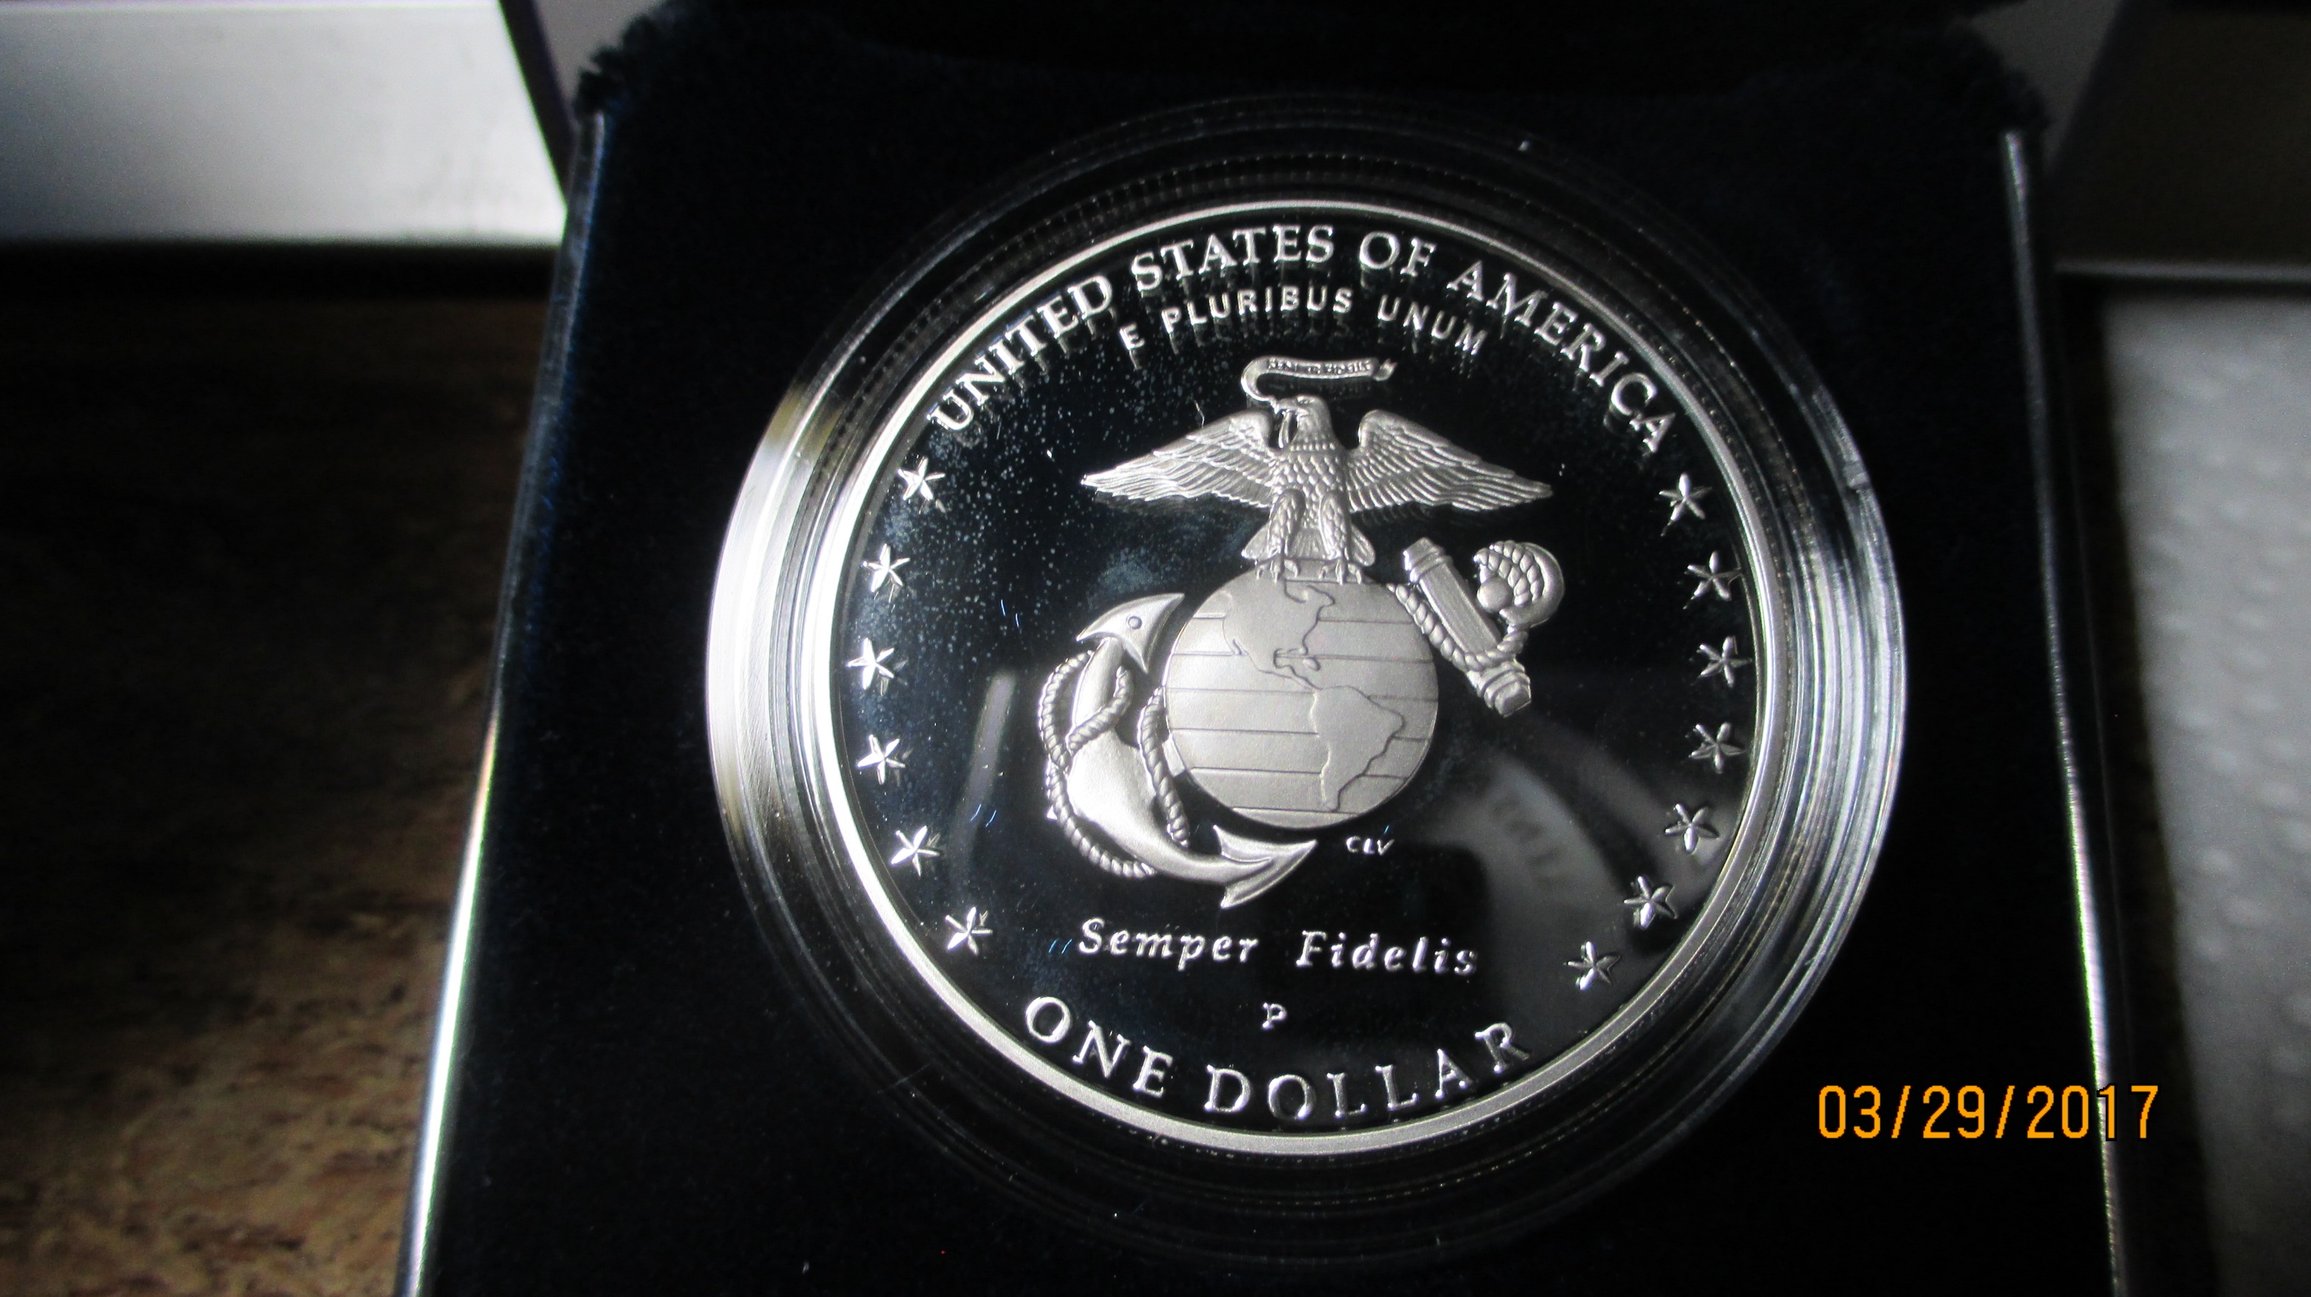 UNITED STATES OF AMERICA
E PLURIBUS UNUM
CLV
Semper Fidelis
P
ONE DOLLAR
03/29/2017